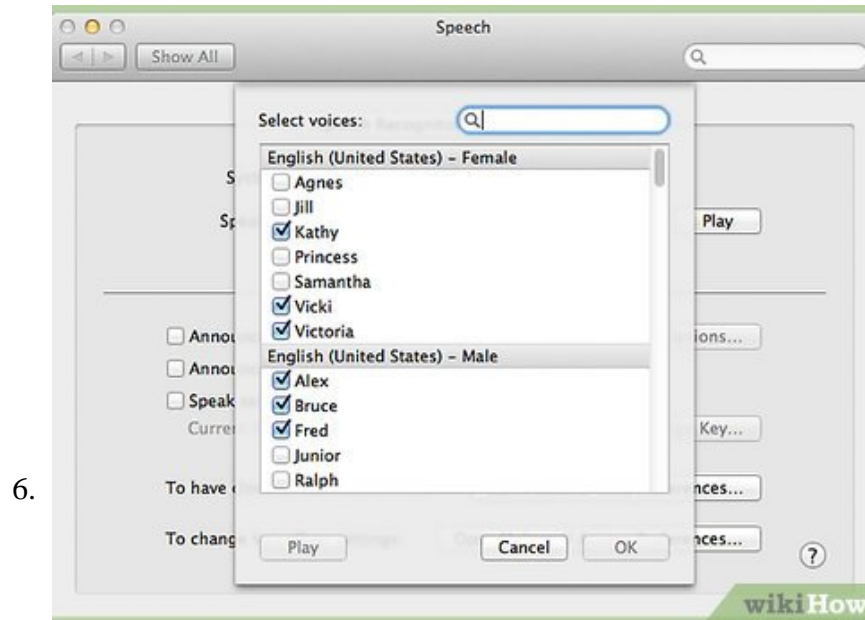 Speech
Show All
Select voices:
English (United States) – Female
Agnes
Jill
Kathy
Play
Princess
Samantha
Vicki
Victoria
English (United States) – Male
Alex
Bruce
Fred
Junior
Ralph
Speak
Key...
6.
To have
To change
Play
Cancel
OK
?
wikiHow